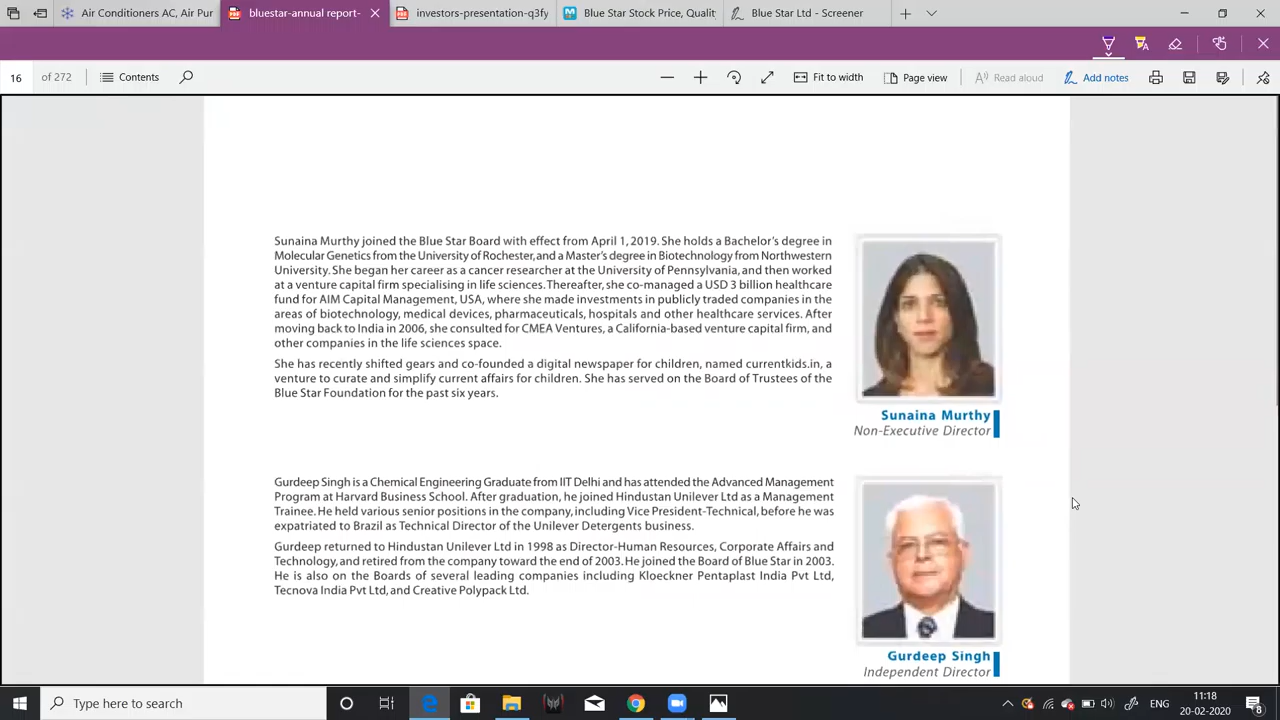 Air Conditioners AC, Air Pur
bluestar-annual report-
investors-presentation-q3fy
Blue Star Stock Price, Qualit
Blue Star Ltd - Screener
16 of 272
Contents
Fit to width
Page view
Read aloud
Add notes
Sunaina Murthy joined the Blue Star Board with effect from April 1, 2019. She holds a Bachelor's degree in
Molecular Genetics from the University of Rochester, and a Master's degree in Biotechnology from Northwestern
University. She began her career as a cancer researcher at the University of Pennsylvania, and then worked
at a venture capital firm specialising in life sciences. Thereafter, she co-managed a USD 3 billion healthcare
fund for AIM Capital Management, USA, where she made investments in publicly traded companies in the
areas of biotechnology, medical devices, pharmaceuticals, hospitals and other healthcare services. After
moving back to India in 2006, she consulted for CMEA Ventures, a California-based venture capital firm, and
other companies in the life sciences space.
She has recently shifted gears and co-founded a digital newspaper for children, named currentkids.in, a
venture to curate and simplify current affairs for children. She has served on the Board of Trustees of the
Blue Star Foundation for the past six years.
Sunaina Murthy
Non-Executive Director
Gurdeep Singh is a Chemical Engineering Graduate from IIT Delhi and has attended the Advanced Management
Program at Harvard Business School. After graduation, he joined Hindustan Unilever Ltd as a Management
Trainee. He held various senior positions in the company, including Vice President-Technical, before he was
expatriated to Brazil as Technical Director of the Unilever Detergents business.
Gurdeep returned to Hindustan Unilever Ltd in 1998 as Director-Human Resources, Corporate Affairs and
Technology, and retired from the company toward the end of 2003. He joined the Board of Blue Star in 2003.
He is also on the Boards of several leading companies including Kloeckner Pentaplast India Pvt Ltd,
Tecnova India Pvt Ltd, and Creative Polypack Ltd.
Gurdeep Singh
Independent Director
Type here to search
ENG
11:18
20-02-2020
8